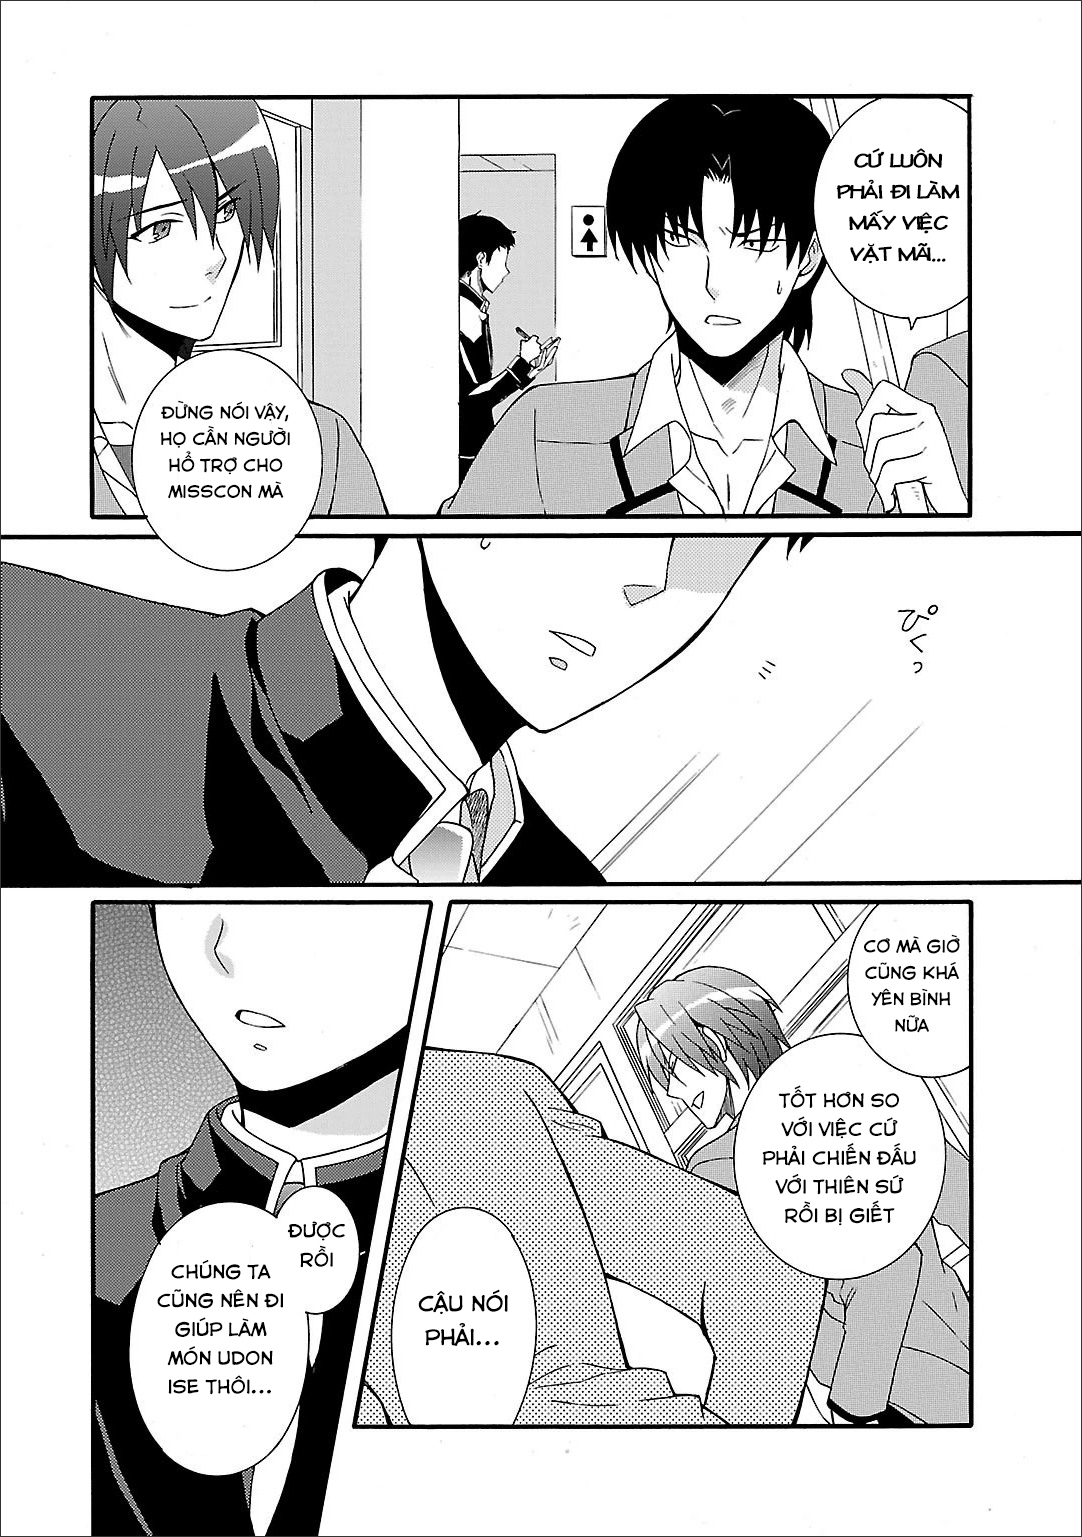 CỨ LUÔN
PHẢI ĐI LÀM
MẤY VIỆC
VẶT MÃI...
ĐỪNG NÓI VẬY,
HỌ CẦN NGƯỜI
HỔ TRỢ CHO
MISSCON MÀ
ぴくっ
CƠ MÀ GIỜ
CŨNG KHÁ
YÊN BÌNH
NỮA
TỐT HƠN SO
VỚI VIỆC CỨ
PHẢI CHIẾN ĐẤU
VỚI THIÊN SỨ
RỒI BỊ GIẾT
CẬU NÓI
PHẢI...
ĐƯỢC
RỒI
CHÚNG TA
CŨNG NÊN ĐI
GIÚP LÀM
MÓN UDON
ISE THÔI...